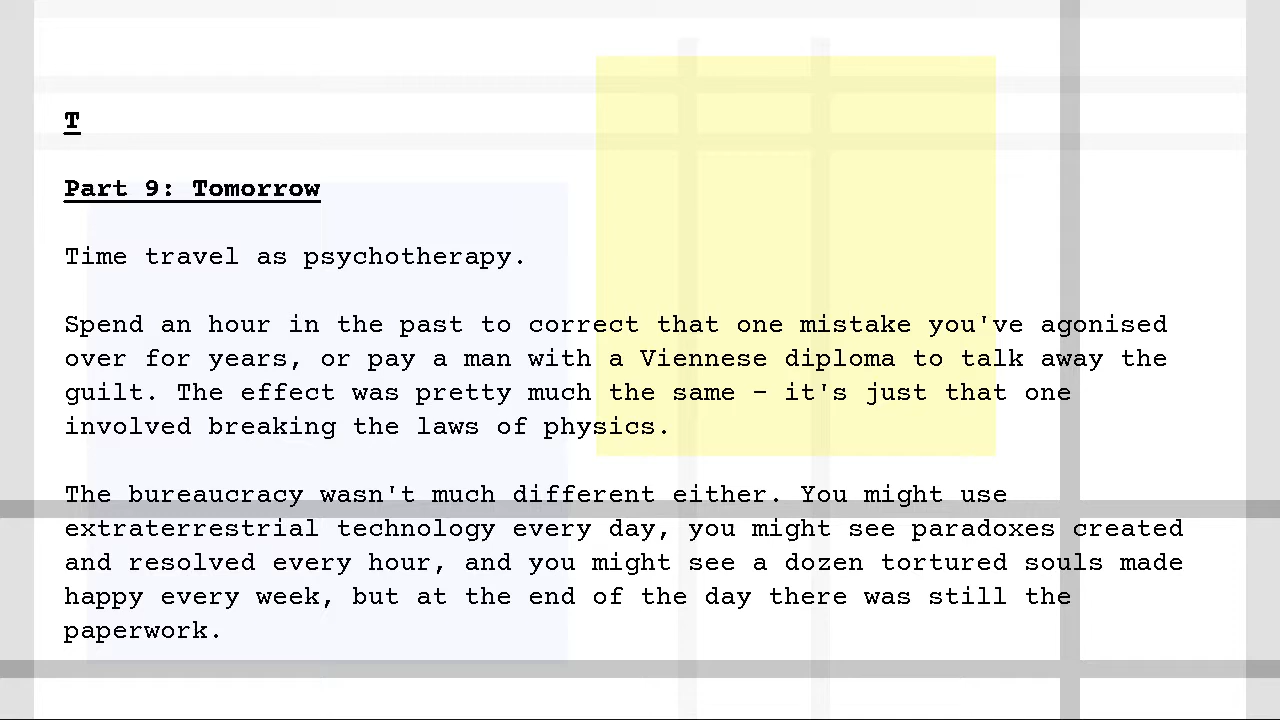 T
Part 9: Tomorrow
Time travel as psychotherapy.
Spend an hour in the past to correct that one mistake you've agonised
over for years, or pay a man with a Viennese diploma to talk away the
guilt. The effect was pretty much the same – it's just that one
involved breaking the laws of physics.
The bureaucracy wasn't much different either. You might use
extraterrestrial technology every day, you might see paradoxes created
and resolved every hour, and you might see a dozen tortured souls made
happy every week, but at the end of the day there was still the
paperwork.